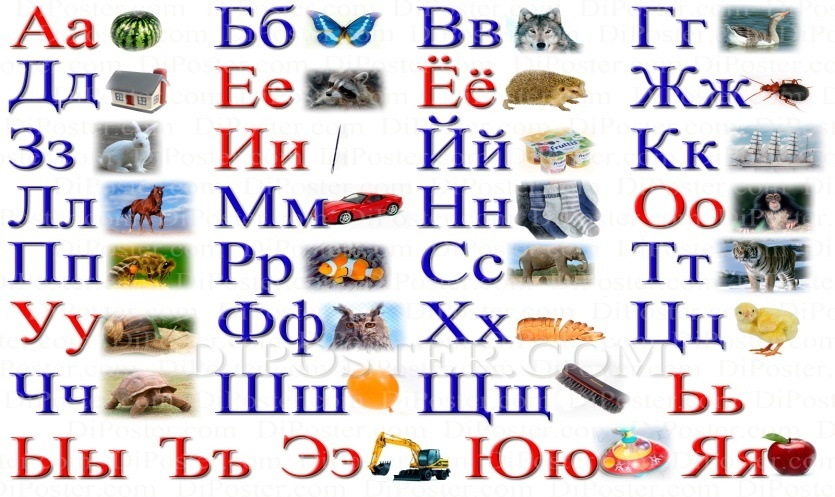 Аа Бб Вв Гг
Дд Ее Ёё Жж
Зз Ии Йй Кк
Лл Мм Нн Оо
Пп Рр Сс Тт
Уу Фф Хх Цц
DIPOSTER.COM
Чч Шш Щщ Ьь
Ыы Ъъ Ээ Юю Яя